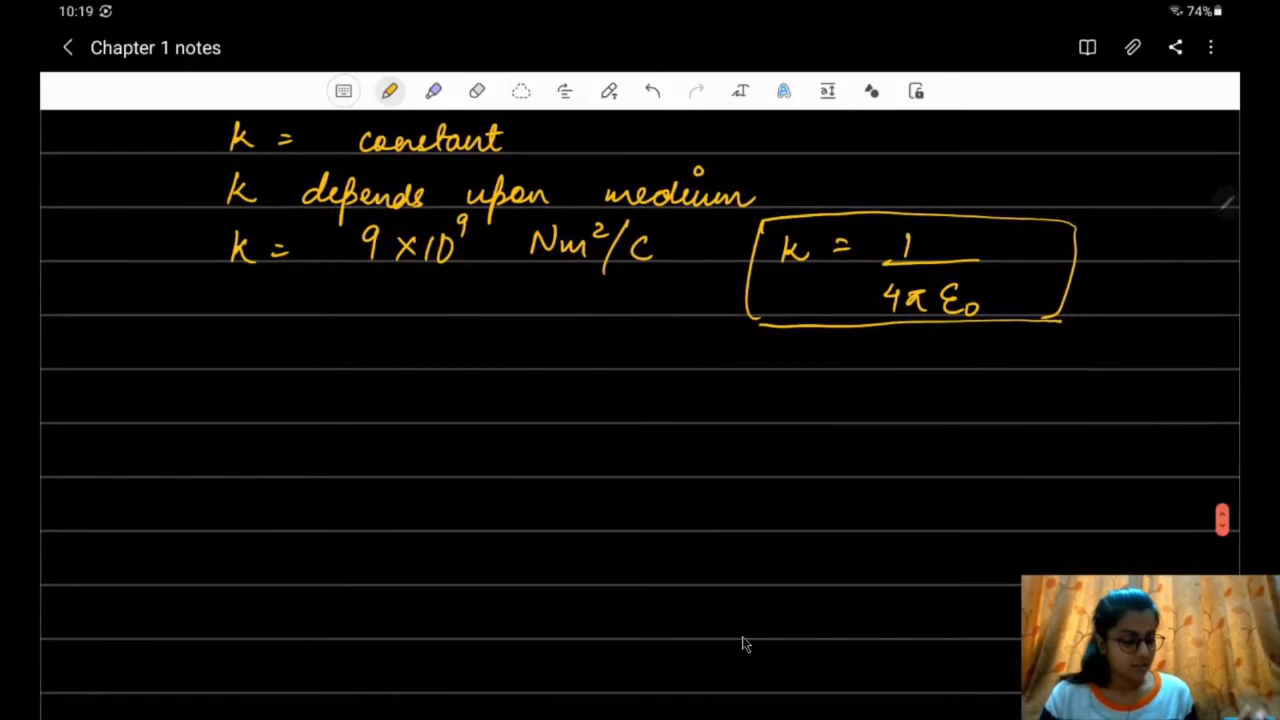 10:19 74%
Chapter 1 notes
k = constant
k depends upon medium
k = 9 × 10⁹ Nm²/C
k = 1
4π ε₀